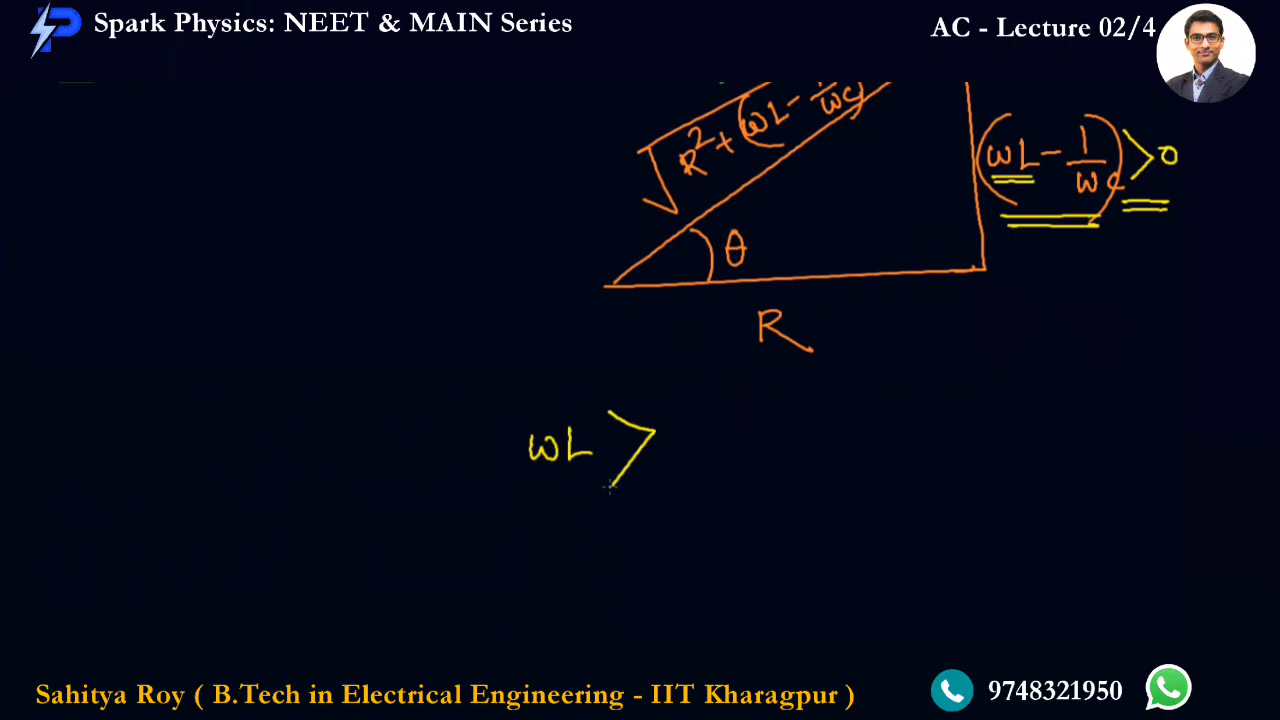 Spark Physics: NEET & MAIN Series
AC - Lecture 02/4
√R² + (ωL - 1/ωC)
(ωL - 1/ωC) > 0
θ
R
ωL >
Sahitya Roy ( B.Tech in Electrical Engineering - IIT Kharagpur )
9748321950